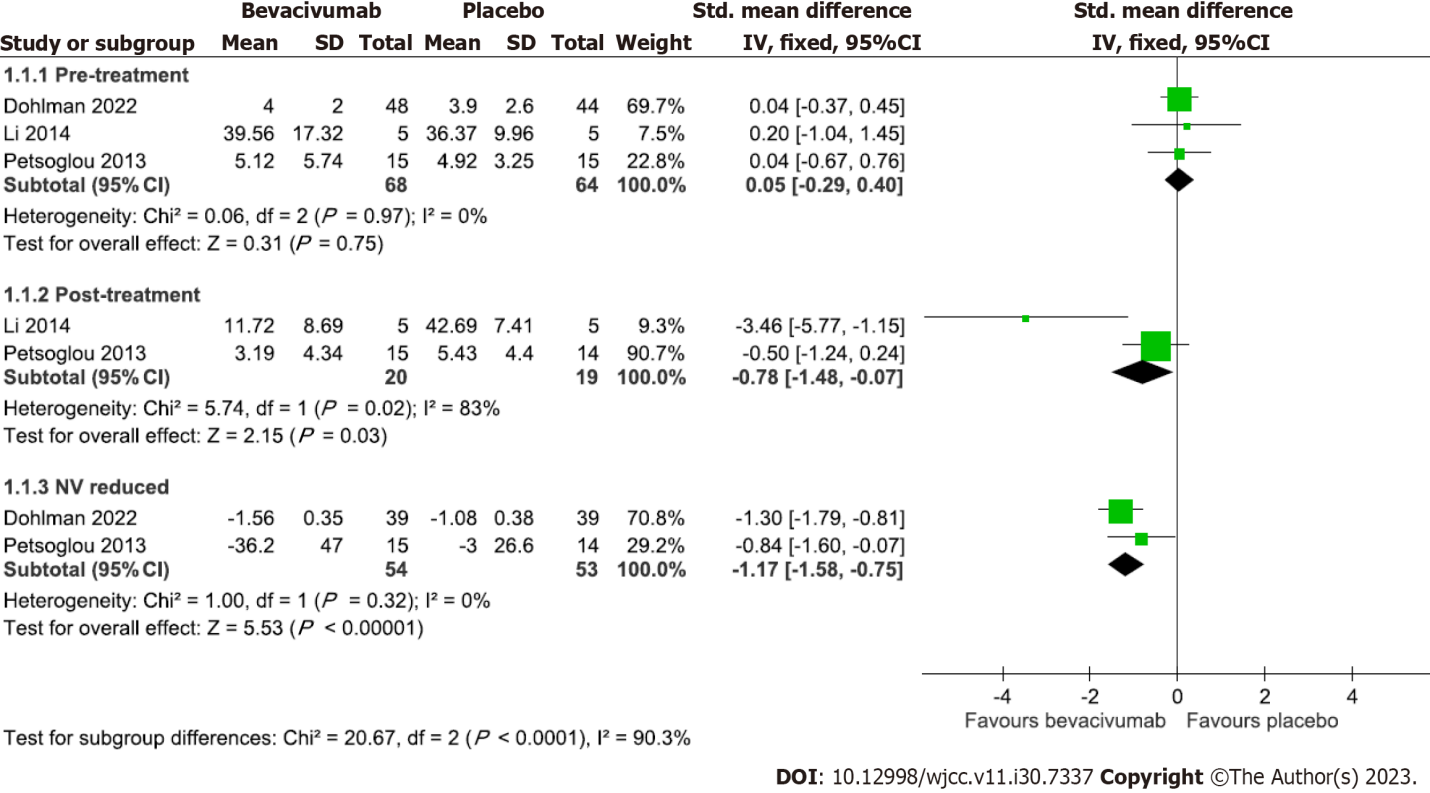 Bevacivumab Placebo Std. mean difference Std. mean difference
Study or subgroup Mean SD Total Mean SD Total Weight IV, fixed, 95%CI IV, fixed, 95%CI
1.1.1 Pre-treatment
Dohlman 2022 4 2 48 3.9 2.6 44 69.7% 0.04 [-0.37, 0.45]
Li 2014 39.56 17.32 5 36.37 9.96 5 7.5% 0.20 [-1.04, 1.45]
Petsoglou 2013 5.12 5.74 15 4.92 3.25 15 22.8% 0.04 [-0.67, 0.76]
Subtotal (95% CI) 68 64 100.0% 0.05 [-0.29, 0.40]
Heterogeneity: Chi² = 0.06, df = 2 (P = 0.97); I² = 0%
Test for overall effect: Z = 0.31 (P = 0.75)
1.1.2 Post-treatment
Li 2014 11.72 8.69 5 42.69 7.41 5 9.3% -3.46 [-5.77, -1.15]
Petsoglou 2013 3.19 4.34 15 5.43 4.4 14 90.7% -0.50 [-1.24, 0.24]
Subtotal (95% CI) 20 19 100.0% -0.78 [-1.48, -0.07]
Heterogeneity: Chi² = 5.74, df = 1 (P = 0.02); I² = 83%
Test for overall effect: Z = 2.15 (P = 0.03)
1.1.3 NV reduced
Dohlman 2022 -1.56 0.35 39 -1.08 0.38 39 70.8% -1.30 [-1.79, -0.81]
Petsoglou 2013 -36.2 47 15 -3 26.6 14 29.2% -0.84 [-1.60, -0.07]
Subtotal (95% CI) 54 53 100.0% -1.17 [-1.58, -0.75]
Heterogeneity: Chi² = 1.00, df = 1 (P = 0.32); I² = 0%
Test for overall effect: Z = 5.53 (P < 0.00001)
-4 -2 0 2 4
Favours bevacivumab Favours placebo
Test for subgroup differences: Chi² = 20.67, df = 2 (P < 0.0001), I² = 90.3%
DOI: 10.12998/wjcc.v11.i30.7337 Copyright ©The Author(s) 2023.